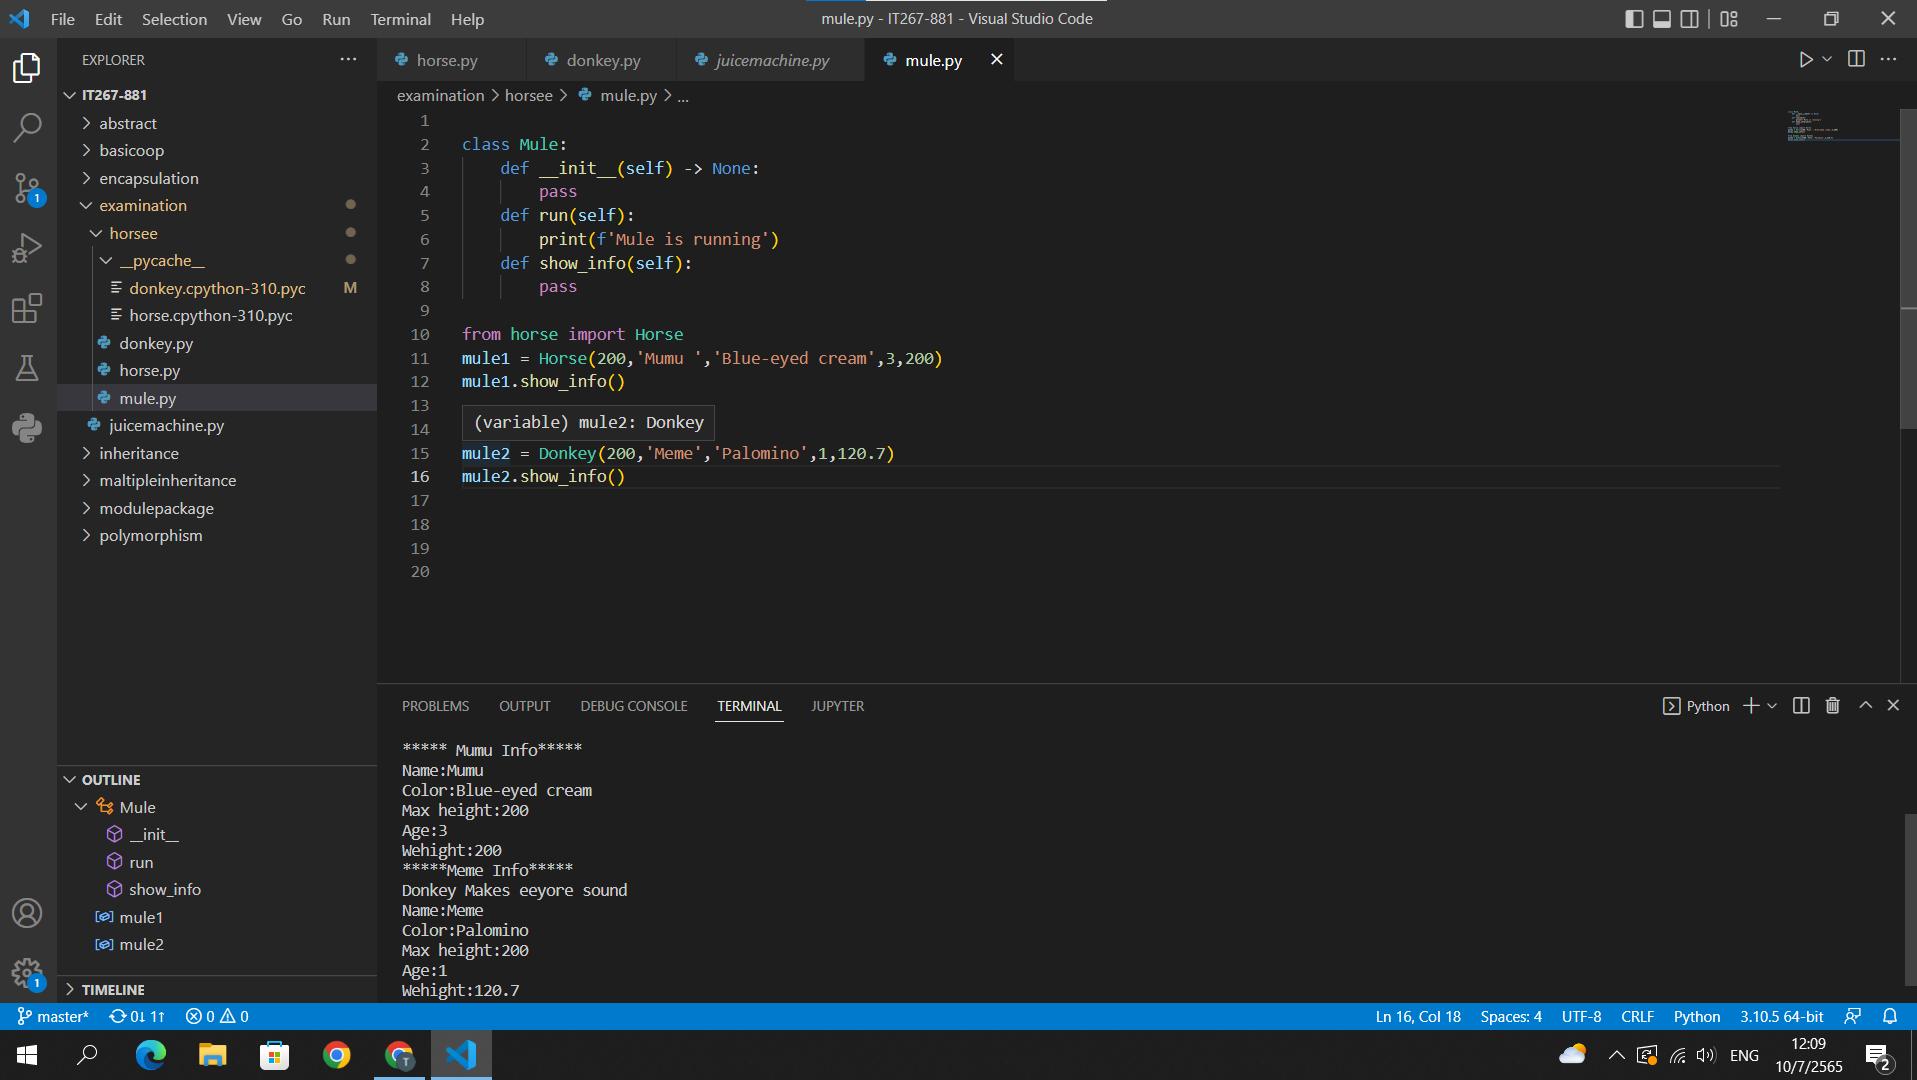 File Edit Selection View Go Run Terminal Help
mule.py - IT267-881 - Visual Studio Code
EXPLORER
IT267-881
abstract
basicoop
encapsulation
examination
horsee
__pycache__
donkey.cpython-310.pyc M
horse.cpython-310.pyc
donkey.py
horse.py
mule.py
juicemachine.py
inheritance
maltipleinheritance
modulepackage
polymorphism
OUTLINE
Mule
__init__
run
show_info
mule1
mule2
TIMELINE
1
1
horse.py donkey.py juicemachine.py mule.py
examination > horsee > mule.py > ...
1
2 class Mule:
3 def __init__(self) -> None:
4 pass
5 def run(self):
6 print(f'Mule is running')
7 def show_info(self):
8 pass
9
10 from horse import Horse
11 mule1 = Horse(200,'Mumu ','Blue-eyed cream',3,200)
12 mule1.show_info()
13
(variable) mule2: Donkey
14
15 mule2 = Donkey(200,'Meme','Palomino',1,120.7)
16 mule2.show_info()
17
18
19
20
PROBLEMS OUTPUT DEBUG CONSOLE TERMINAL JUPYTER
Python
***** Mumu Info*****
Name:Mumu
Color:Blue-eyed cream
Max height:200
Age:3
Wehight:200
*****Meme Info*****
Donkey Makes eeyore sound
Name:Meme
Color:Palomino
Max height:200
Age:1
Wehight:120.7
master* 0↓ 1↑ 0 0
Ln 16, Col 18 Spaces: 4 UTF-8 CRLF Python 3.10.5 64-bit
T
ENG
12:09
10/7/2565
2